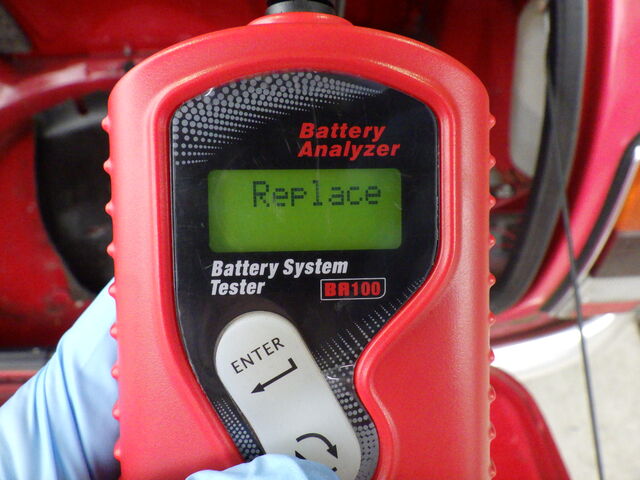 Battery
Analyzer
Replace
Battery System
Tester
BA100
ENTER